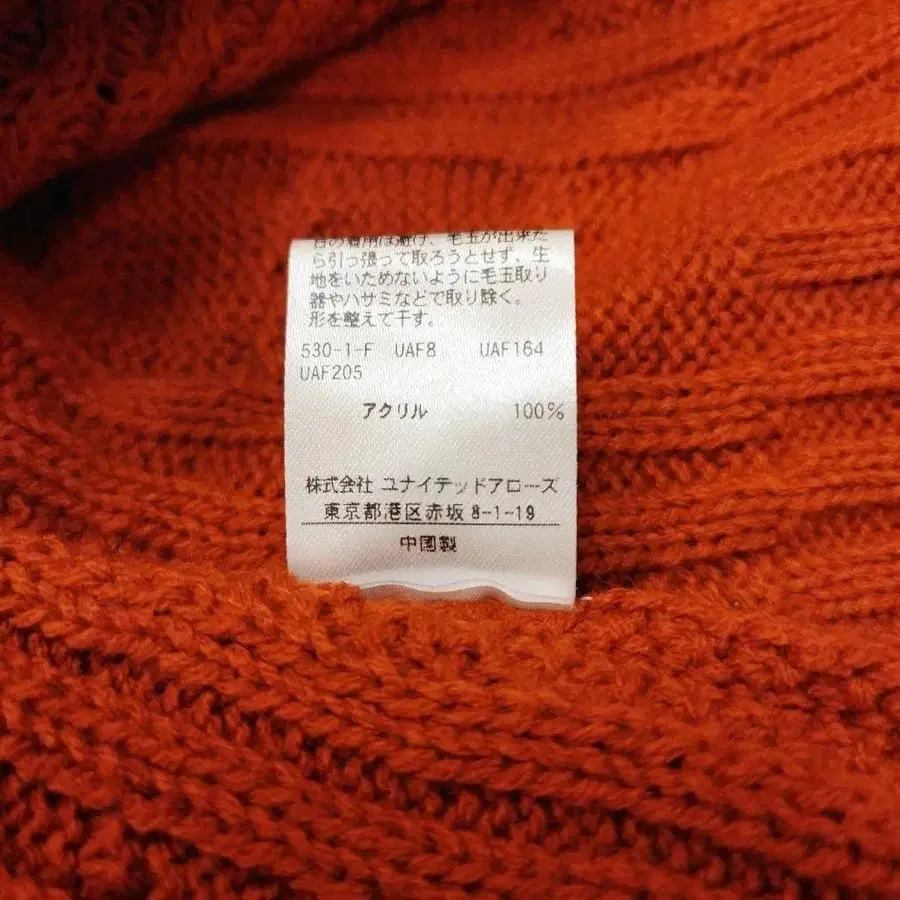 の着用は避け、毛玉が出来た
ら引っ張って取ろうとせず、生
地をいためないように毛玉取り
器やハサミなどで取り除く。
形を整えて干す。
530-1-F UAF8 UAF164
UAF205
アクリル 100%
株式会社 ユナイテッドアローズ
東京都港区赤坂 8-1-19
中国製